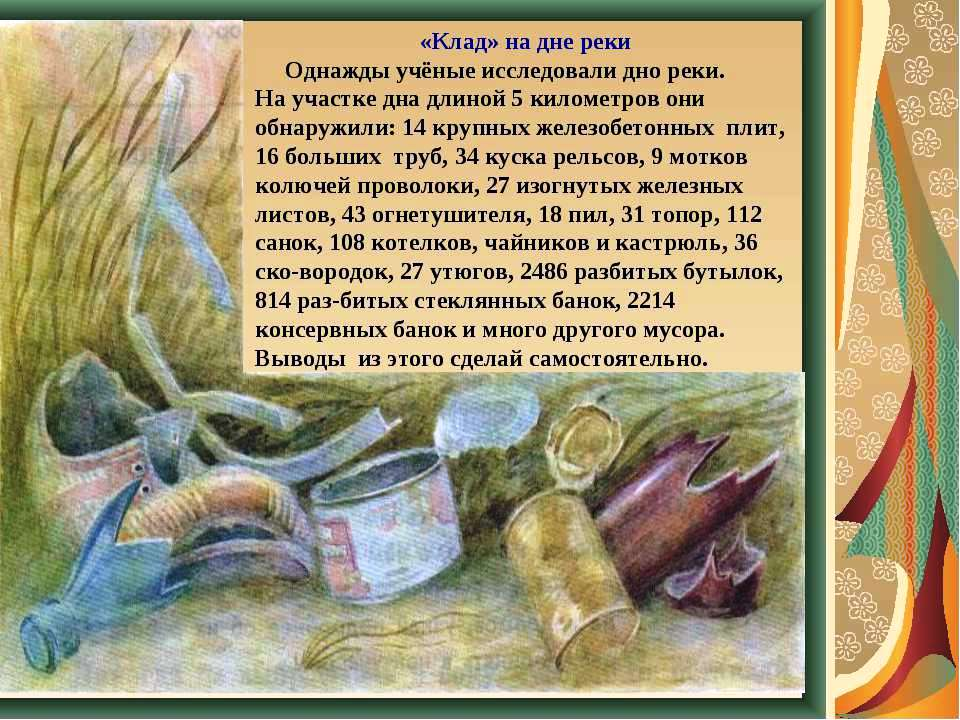 «Клад» на дне реки
Однажды учёные исследовали дно реки.
На участке дна длиной 5 километров они
обнаружили: 14 крупных железобетонных плит,
16 больших труб, 34 куска рельсов, 9 мотков
колючей проволоки, 27 изогнутых железных
листов, 43 огнетушителя, 18 пил, 31 топор, 112
санок, 108 котелков, чайников и кастрюль, 36
ско-вородок, 27 утюгов, 2486 разбитых бутылок,
814 раз-битых стеклянных банок, 2214
консервных банок и много другого мусора.
Выводы из этого сделай самостоятельно.